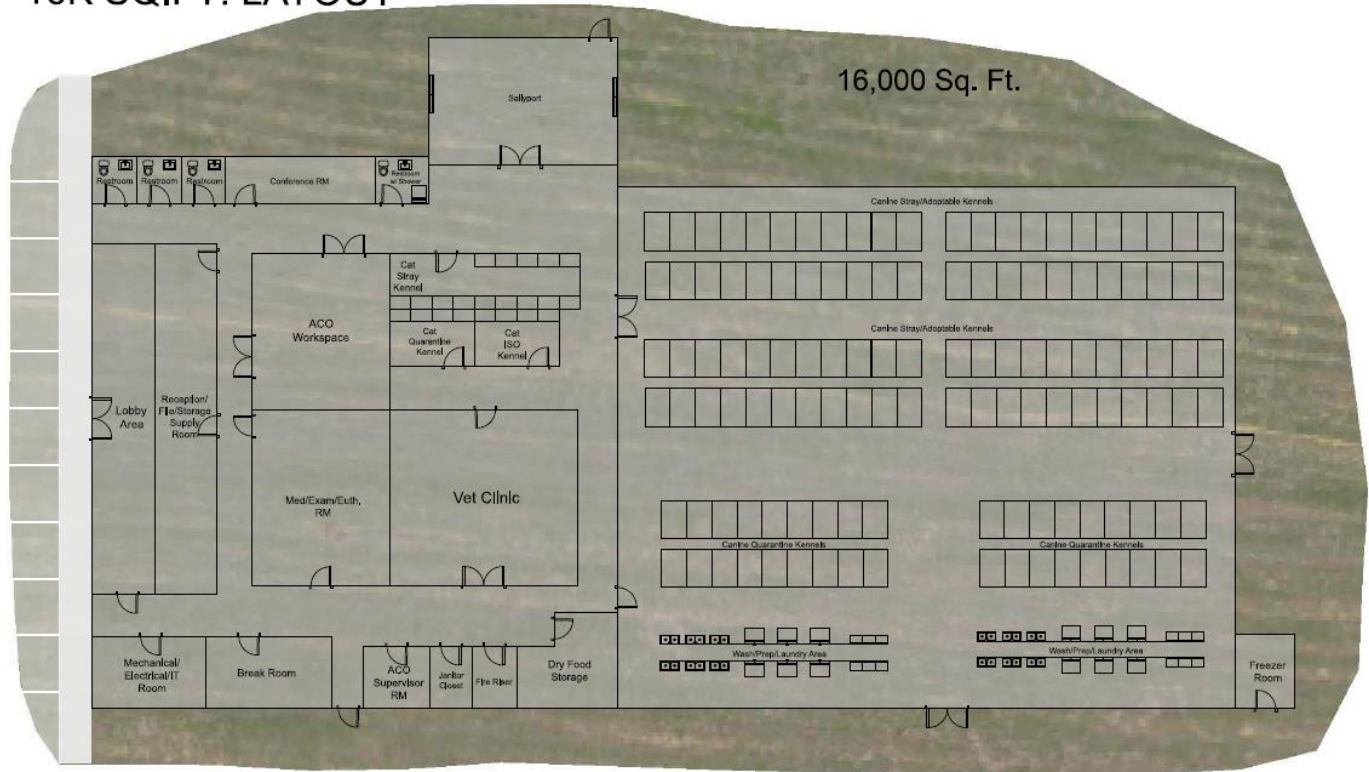 16,000 Sq. Ft.
Sallyport
Restroom
Restroom
Restroom
Conference RM
Restroom
w/ Shower
Canine Stray/Adoptable Kennels
Cat
Stray
Kennel
ACO
Workspace
Cat
Quarantine
Kennel
Cat
ISO
Kennel
Canine Stray/Adoptable Kennels
Lobby
Area
Reception/
File/Storage
Supply
Room
Med/Exam/Euth.
RM
Vet Clinic
Canine Quarantine Kennels
Canine Quarantine Kennels
Wash/Prep/Laundry Area
Wash/Prep/Laundry Area
Mechanical/
Electrical/IT
Room
Break Room
ACO
Supervisor
RM
Janitor
Closet
Fire Riser
Dry Food
Storage
Freezer
Room